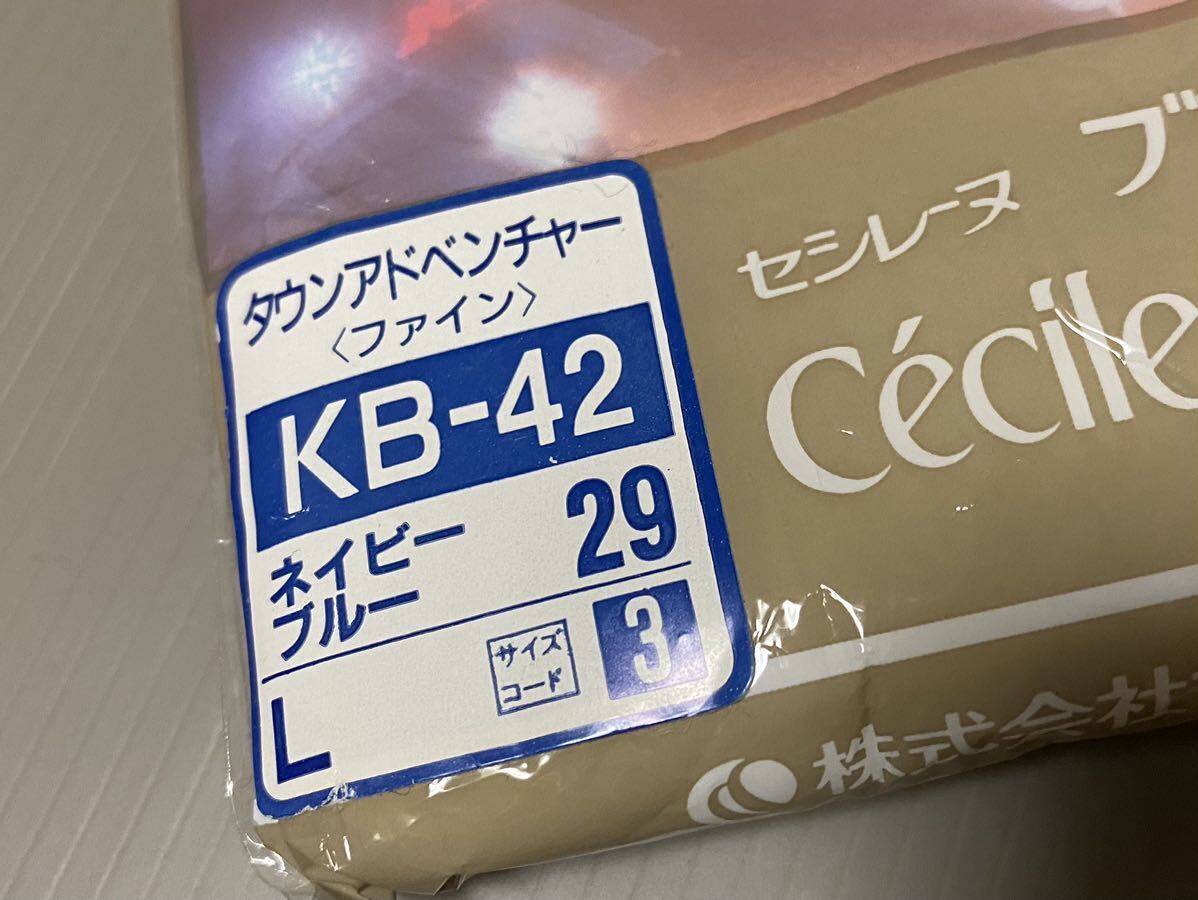 タウンアドベンチャー
〈ファイン〉
KB-42
ネイビー
ブルー
29
L
サイズ
コード
3
セシレーヌ ブ
Cécile
株式会社